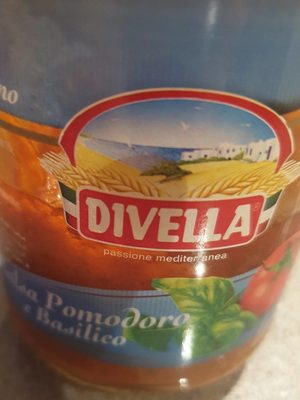 DIVELLA
passione mediterranea
Pomodoro
e Basilico